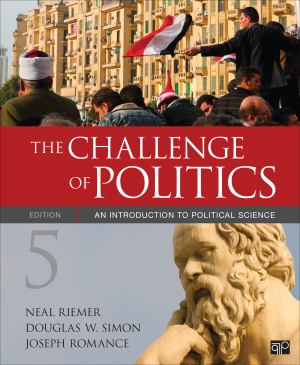 THE CHALLENGE
OF POLITICS
EDITION
AN INTRODUCTION TO POLITICAL SCIENCE
5
NEAL RIEMER
DOUGLAS W. SIMON
JOSEPH ROMANCE